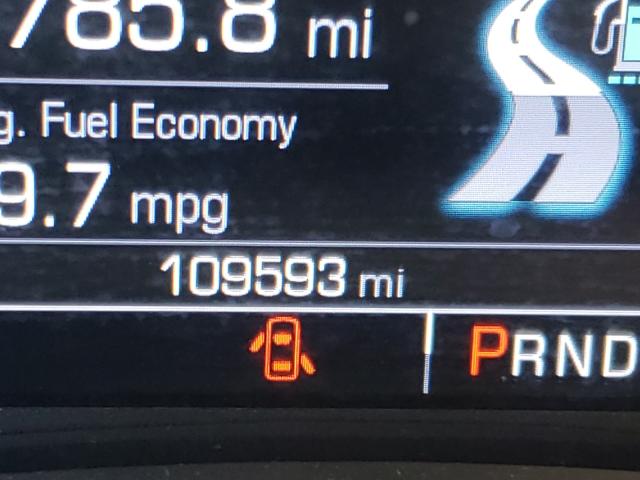 785.8 mi
g. Fuel Economy
9.7 mpg
109593 mi
PRND